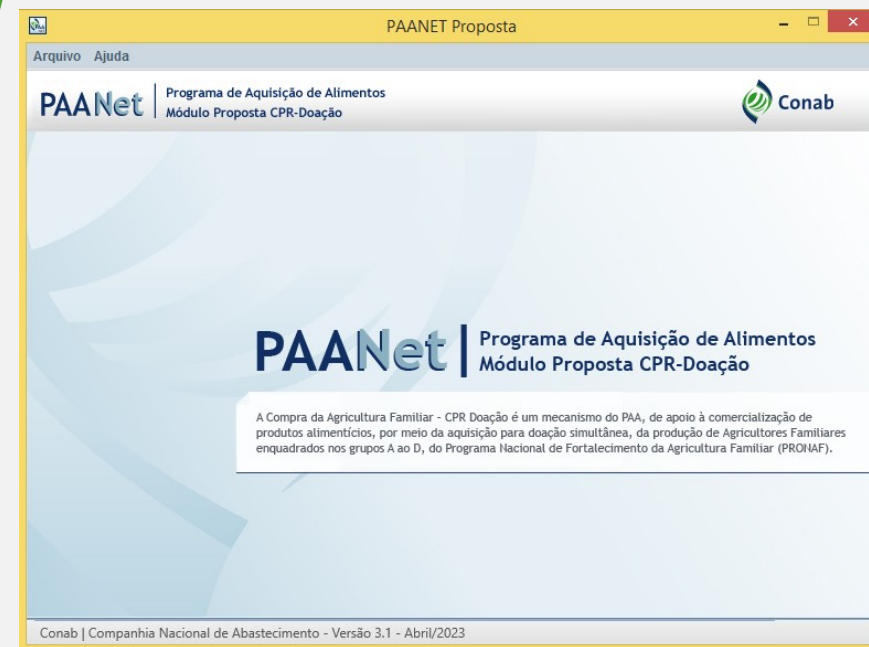 PAANET Proposta
Arquivo Ajuda
PAANet
Programa de Aquisição de Alimentos
Módulo Proposta CPR-Doação
Conab
PAANet
Programa de Aquisição de Alimentos
Módulo Proposta CPR-Doação
A Compra da Agricultura Familiar - CPR Doação é um mecanismo do PAA, de apoio à comercialização de
produtos alimentícios, por meio da aquisição para doação simultânea, da produção de Agricultores Familiares
enquadrados nos grupos A ao D, do Programa Nacional de Fortalecimento da Agricultura Familiar (PRONAF).
Conab | Companhia Nacional de Abastecimento - Versão 3.1 - Abril/2023